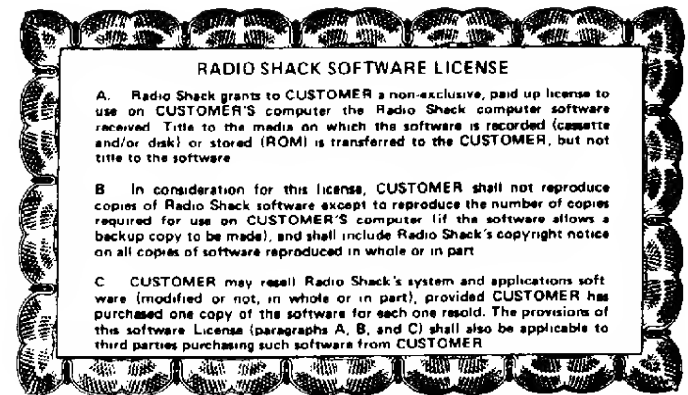 RADIO SHACK SOFTWARE LICENSE
A. Radio Shack grants to CUSTOMER a non-exclusive, paid up license to
use on CUSTOMER'S computer the Radio Shack computer software
received. Title to the media on which the software is recorded (cassette
and/or disk) or stored (ROM) is transferred to the CUSTOMER, but not
title to the software
B In consideration for this license, CUSTOMER shall not reproduce
copies of Radio Shack software except to reproduce the number of copies
required for use on CUSTOMER'S computer (if the software allows a
backup copy to be made), and shall include Radio Shack's copyright notice
on all copies of software reproduced in whole or in part
C CUSTOMER may resell Radio Shack's system and applications soft
ware (modified or not, in whole or in part), provided CUSTOMER has
purchased one copy of the software for each one resold. The provisions of
this software License (paragraphs A, B, and C) shall also be applicable to
third parties purchasing such software from CUSTOMER